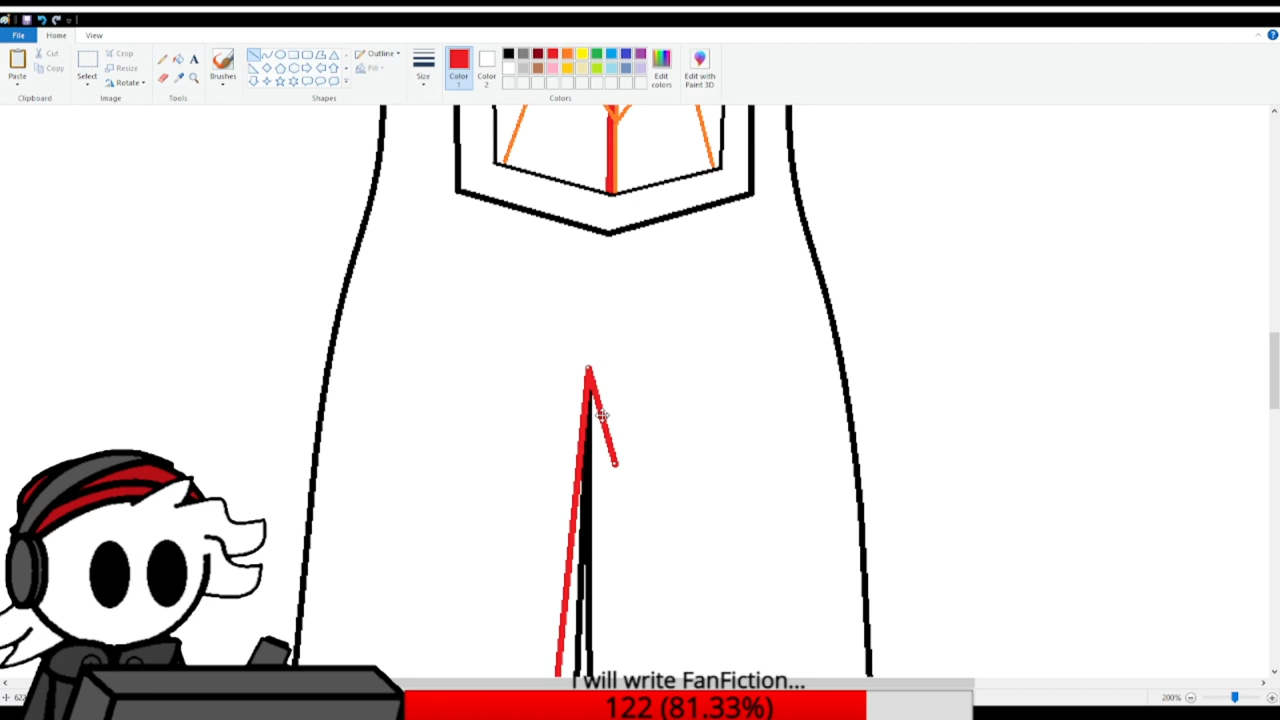 File Home View
Paste
Cut
Copy
Clipboard
Select
Crop
Resize
Rotate
Image
A
Tools
Brushes
Outline
Fill
Shapes
Size
Color
1
Color
2
Edit
colors
Colors
Edit with
Paint 3D
200%
I will write FanFiction...
122 (81.33%)